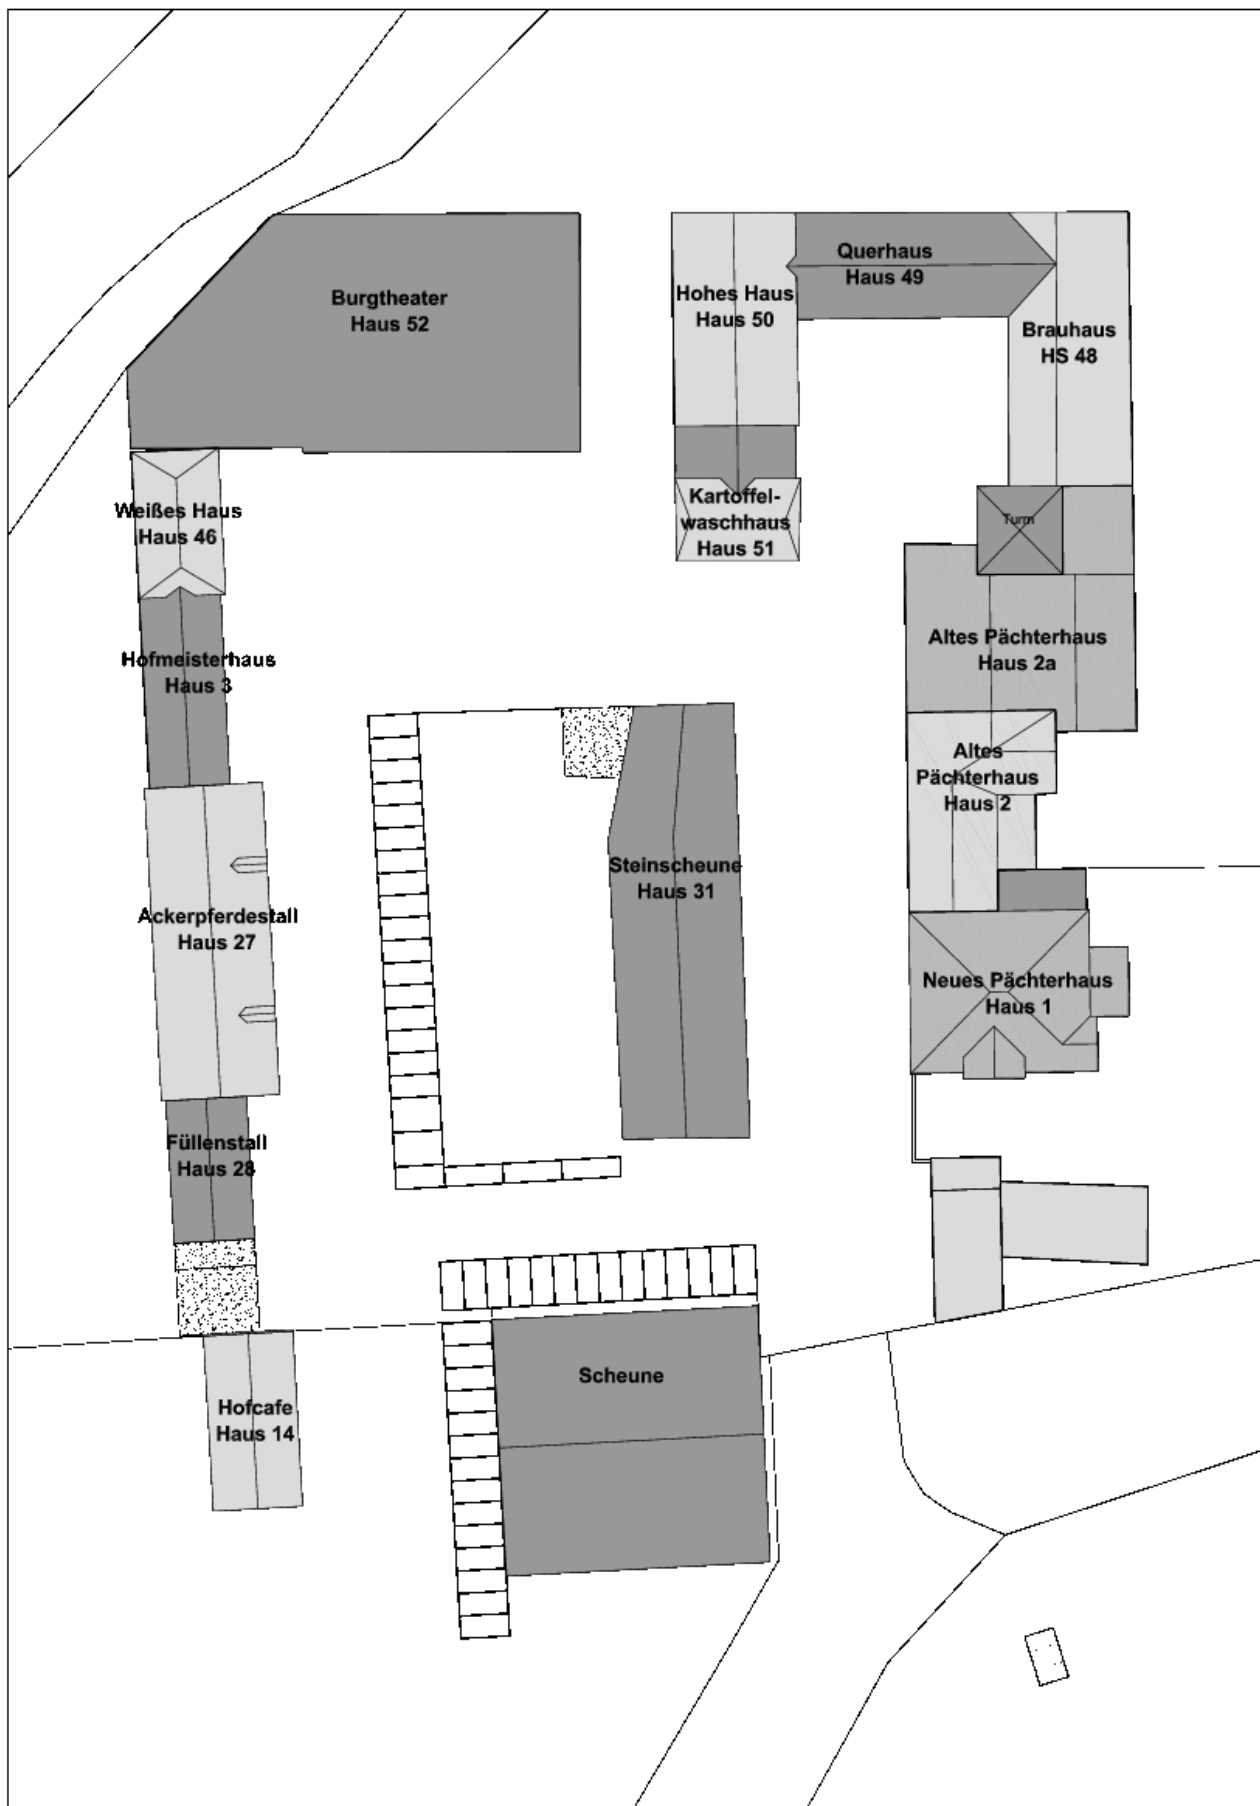 Burgtheater
Haus 52
Hohes Haus
Haus 50
Querhaus
Haus 49
Brauhaus
HS 48
Kartoffel-
waschhaus
Haus 51
Turm
Weißes Haus
Haus 46
Hofmeisterhaus
Haus 3
Altes Pächterhaus
Haus 2a
Altes
Pächterhaus
Haus 2
Steinscheune
Haus 31
Ackerpferdestall
Haus 27
Neues Pächterhaus
Haus 1
Füllenstall
Haus 28
Scheune
Hofcafe
Haus 14